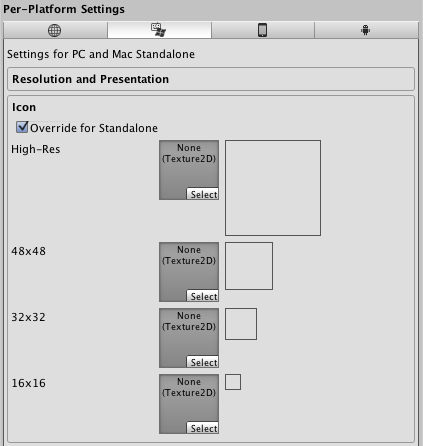 Per-Platform Settings
Settings for PC and Mac Standalone
Resolution and Presentation
Icon
Override for Standalone
High-Res
None
(Texture2D)
Select
48x48
None
(Texture2D)
Select
32x32
None
(Texture2D)
Select
16x16
None
(Texture2D)
Select